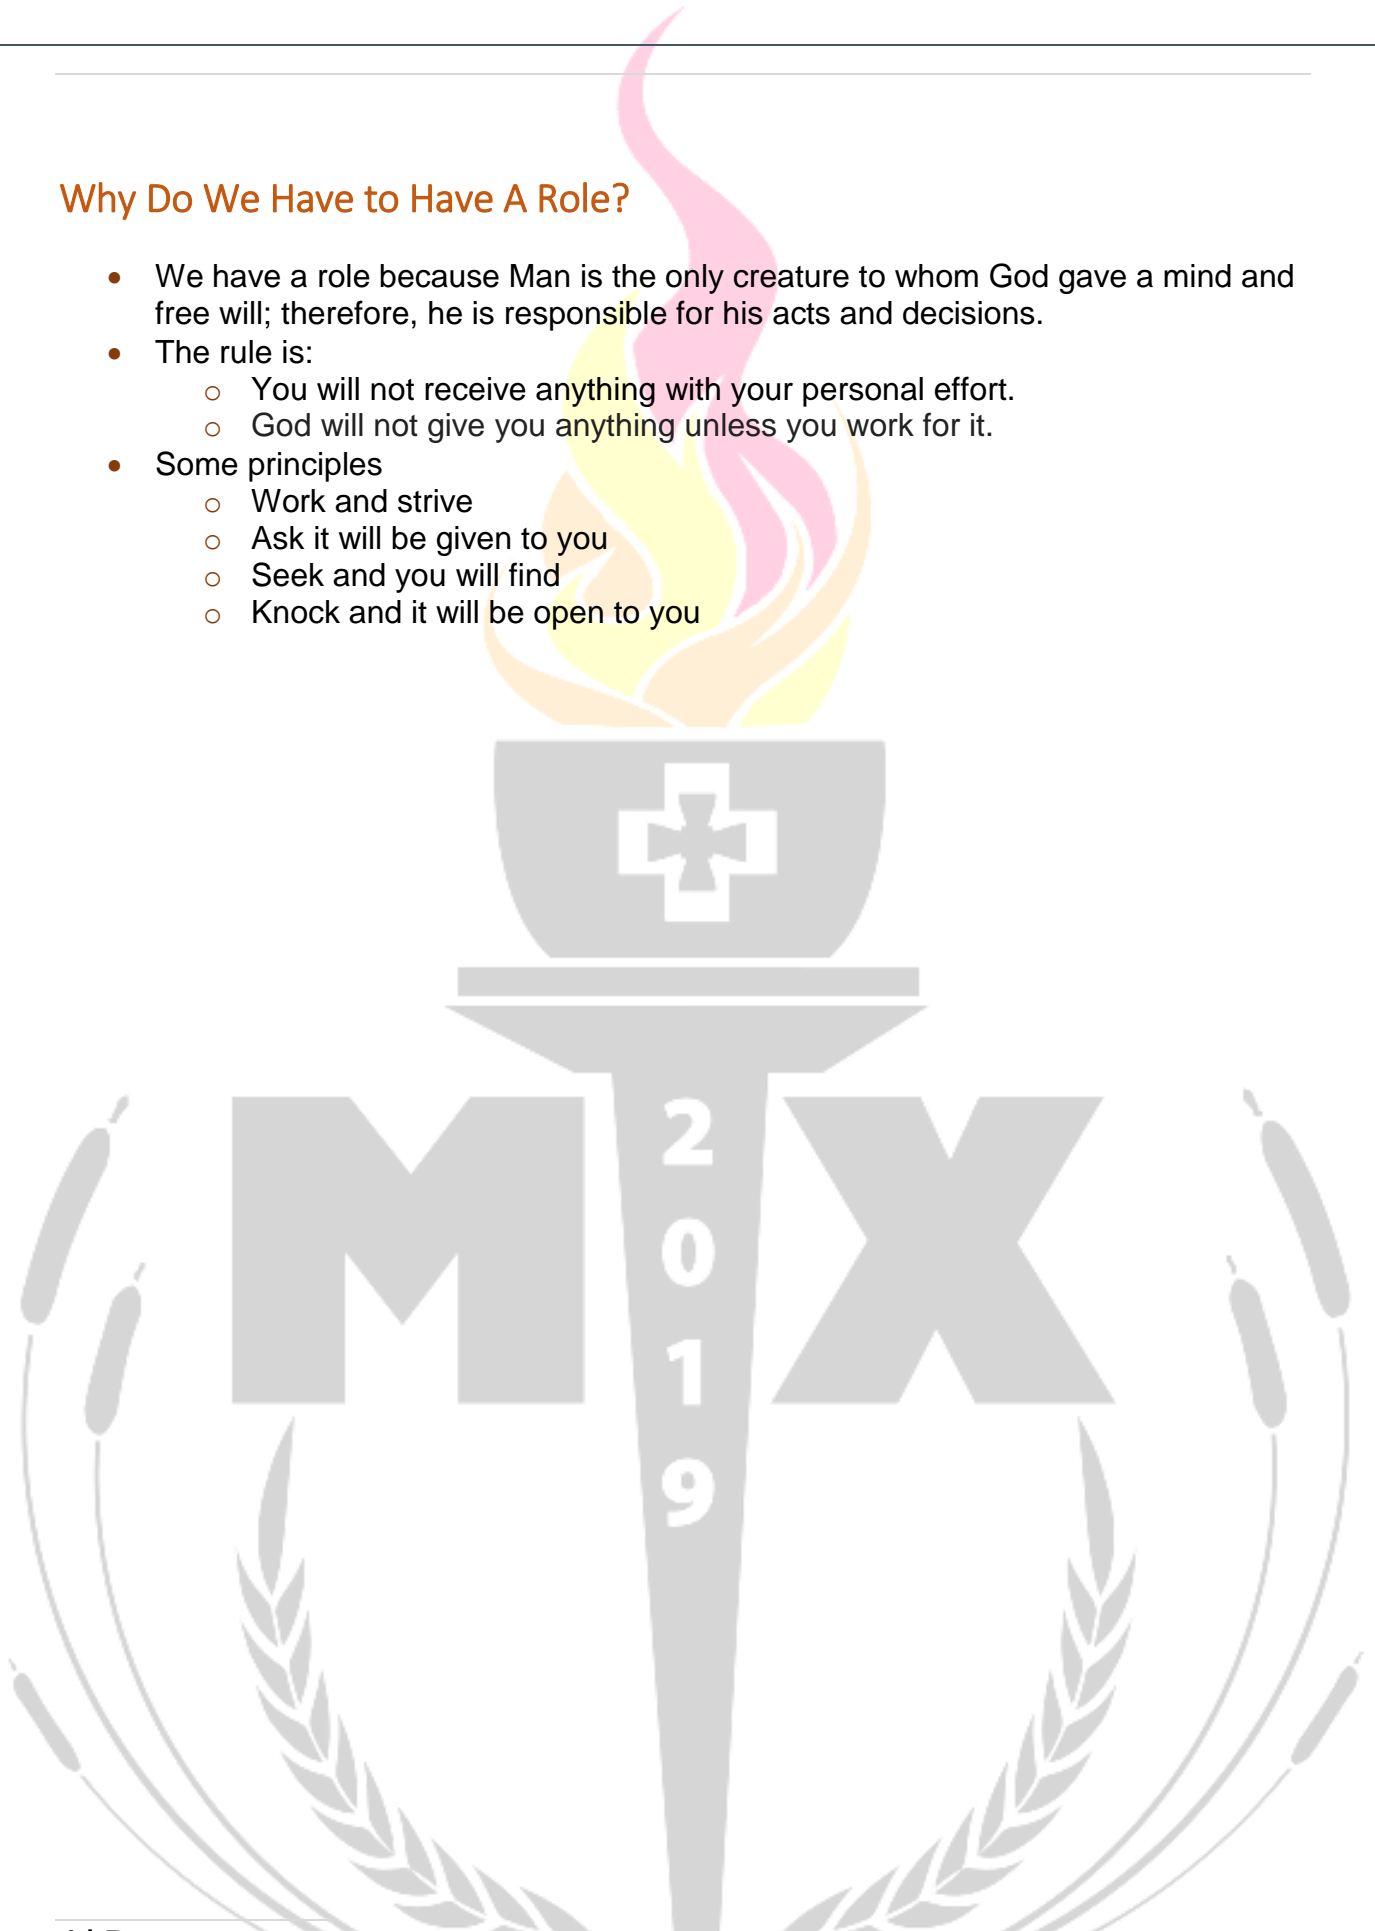 Why Do We Have to Have A Role?
• We have a role because Man is the only creature to whom God gave a mind and
free will; therefore, he is responsible for his acts and decisions.
• The rule is:
o You will not receive anything with your personal effort.
o God will not give you anything unless you work for it.
• Some principles
o Work and strive
o Ask it will be given to you
o Seek and you will find
o Knock and it will be open to you
M X
2
0
1
9